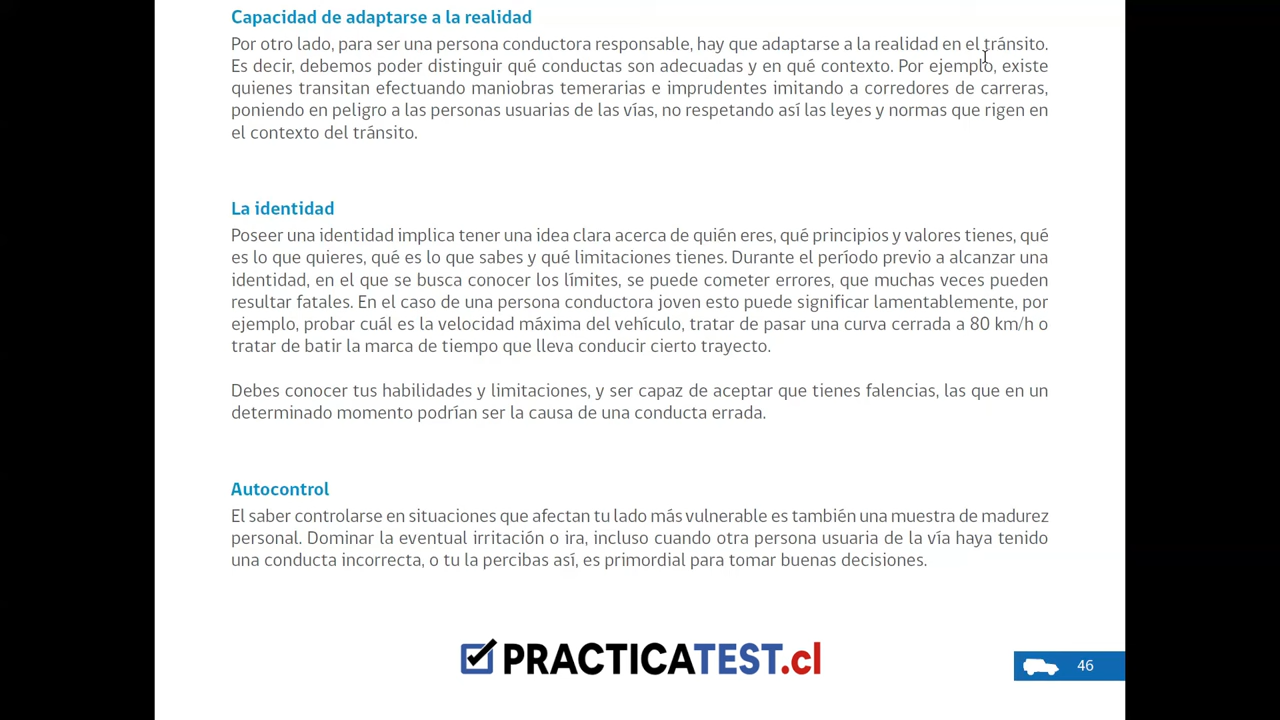 Capacidad de adaptarse a la realidad
Por otro lado, para ser una persona conductora responsable, hay que adaptarse a la realidad en el tránsito.
Es decir, debemos poder distinguir qué conductas son adecuadas y en qué contexto. Por ejemplo, existe
quienes transitan efectuando maniobras temerarias e imprudentes imitando a corredores de carreras,
poniendo en peligro a las personas usuarias de las vías, no respetando así las leyes y normas que rigen en
el contexto del tránsito.
La identidad
Poseer una identidad implica tener una idea clara acerca de quién eres, qué principios y valores tienes, qué
es lo que quieres, qué es lo que sabes y qué limitaciones tienes. Durante el período previo a alcanzar una
identidad, en el que se busca conocer los límites, se puede cometer errores, que muchas veces pueden
resultar fatales. En el caso de una persona conductora joven esto puede significar lamentablemente, por
ejemplo, probar cuál es la velocidad máxima del vehículo, tratar de pasar una curva cerrada a 80 km/h o
tratar de batir la marca de tiempo que lleva conducir cierto trayecto.
Debes conocer tus habilidades y limitaciones, y ser capaz de aceptar que tienes falencias, las que en un
determinado momento podrían ser la causa de una conducta errada.
Autocontrol
El saber controlarse en situaciones que afectan tu lado más vulnerable es también una muestra de madurez
personal. Dominar la eventual irritación o ira, incluso cuando otra persona usuaria de la vía haya tenido
una conducta incorrecta, o tu la percibas así, es primordial para tomar buenas decisiones.
PRACTICATEST.cl
46